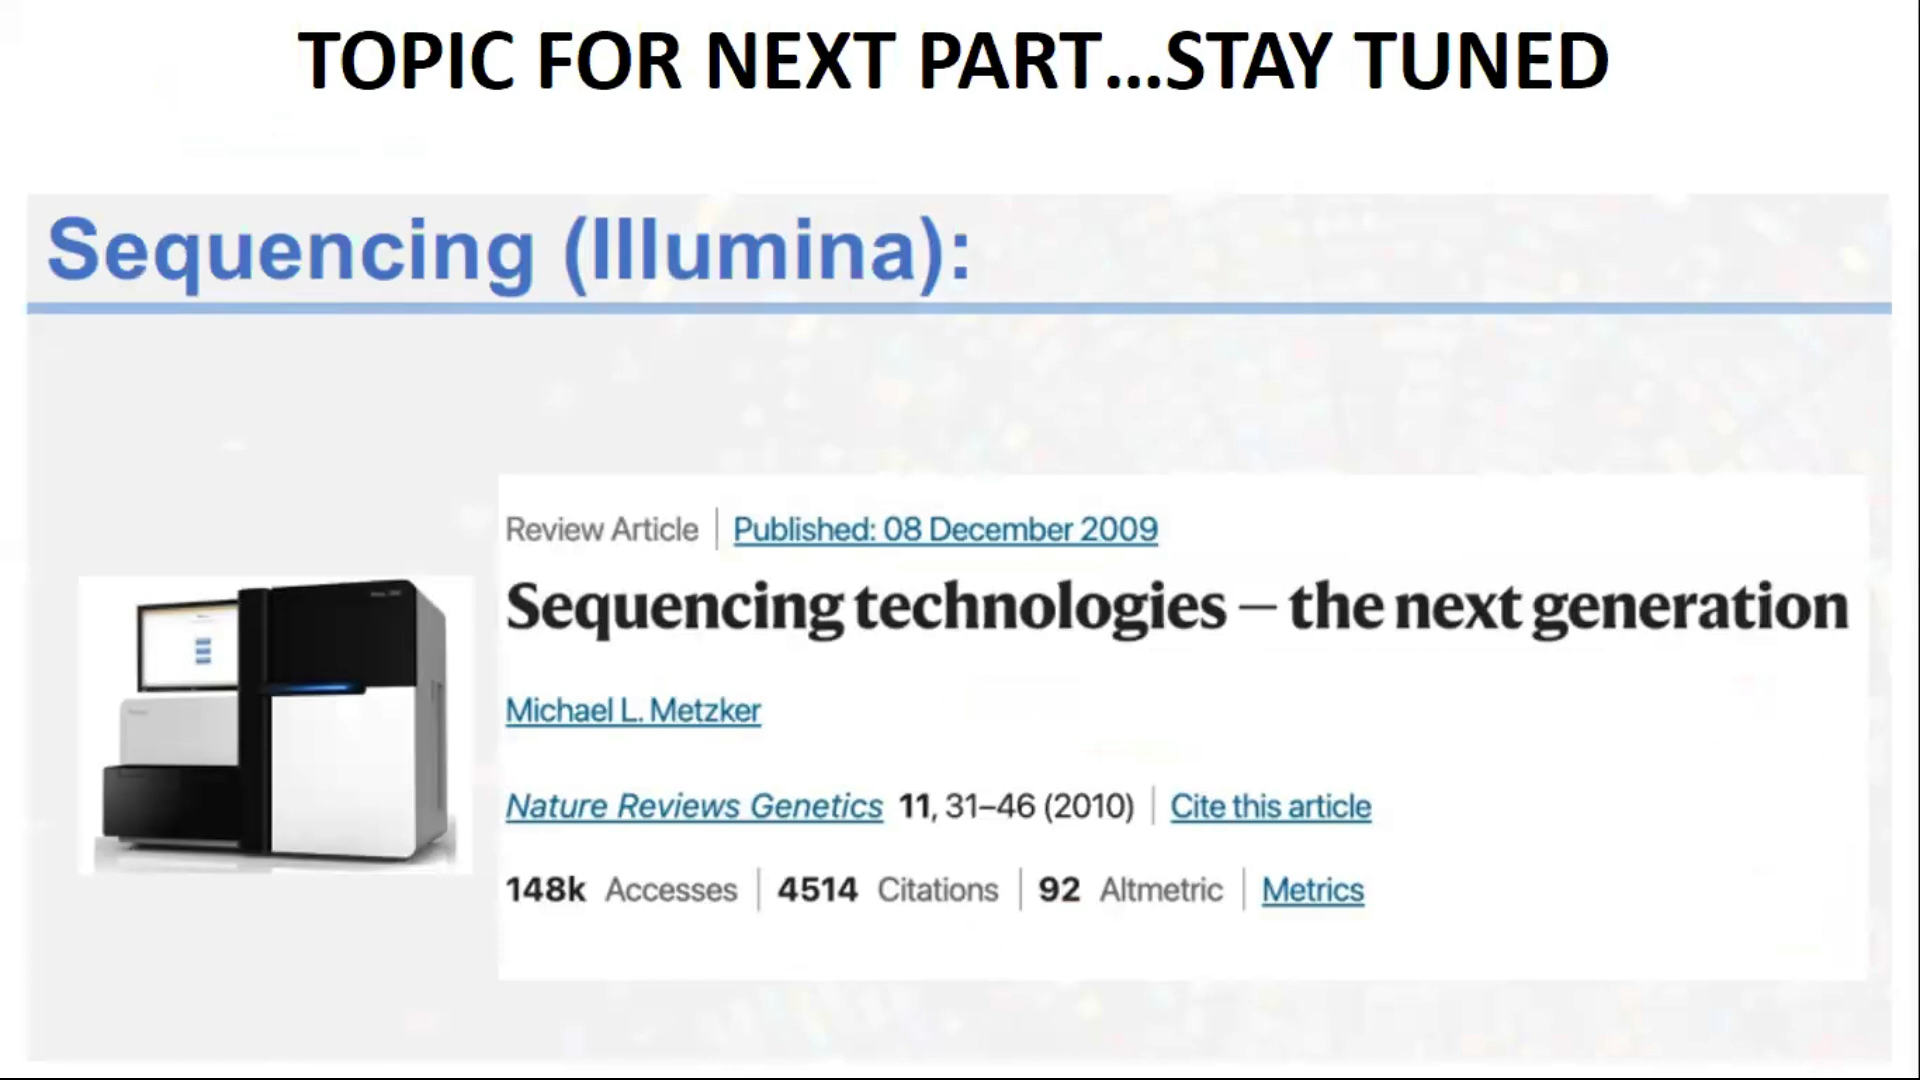 TOPIC FOR NEXT PART...STAY TUNED
Sequencing (Illumina):
Review Article | Published: 08 December 2009
Sequencing technologies — the next generation
Michael L. Metzker
Nature Reviews Genetics 11, 31–46 (2010) | Cite this article
148k Accesses | 4514 Citations | 92 Altmetric | Metrics